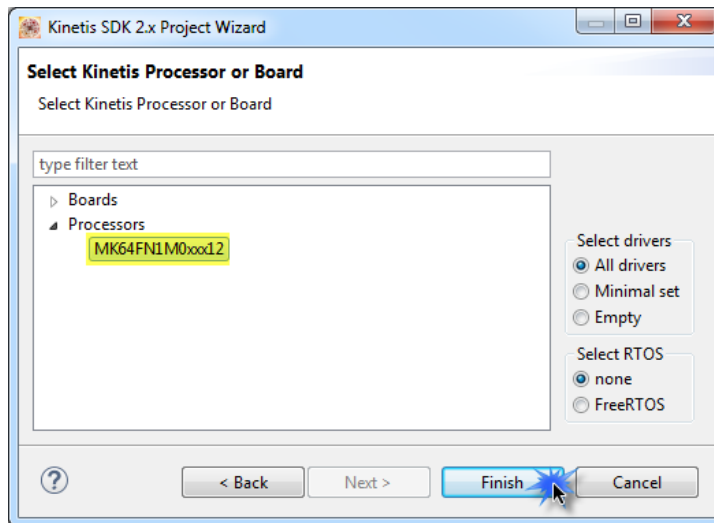 Kinetis SDK 2.x Project Wizard
Select Kinetis Processor or Board
Select Kinetis Processor or Board
type filter text
Boards
Processors
MK64FN1M0xxx12
Select drivers
All drivers
Minimal set
Empty
Select RTOS
none
FreeRTOS
?
< Back
Next >
Finish
Cancel